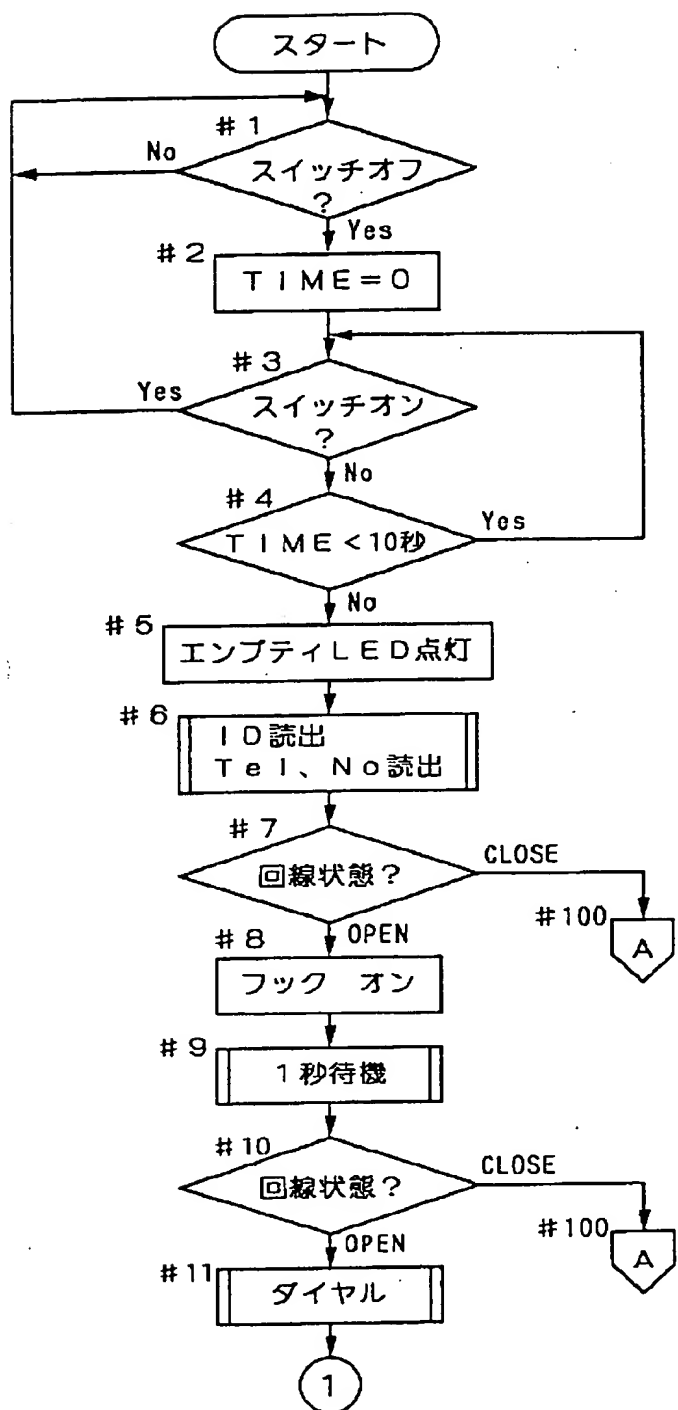 スタート
#1
No
スイッチオフ
?
Yes
#2
TIME=0
#3
Yes
スイッチオン
?
No
#4
TIME<10秒
Yes
No
#5
エンプティLED点灯
#6
ID読出
Tel、No読出
#7
回線状態?
CLOSE
#100
A
OPEN
#8
フック オン
#9
1秒待機
#10
回線状態?
CLOSE
#100
A
OPEN
#11
ダイヤル
1